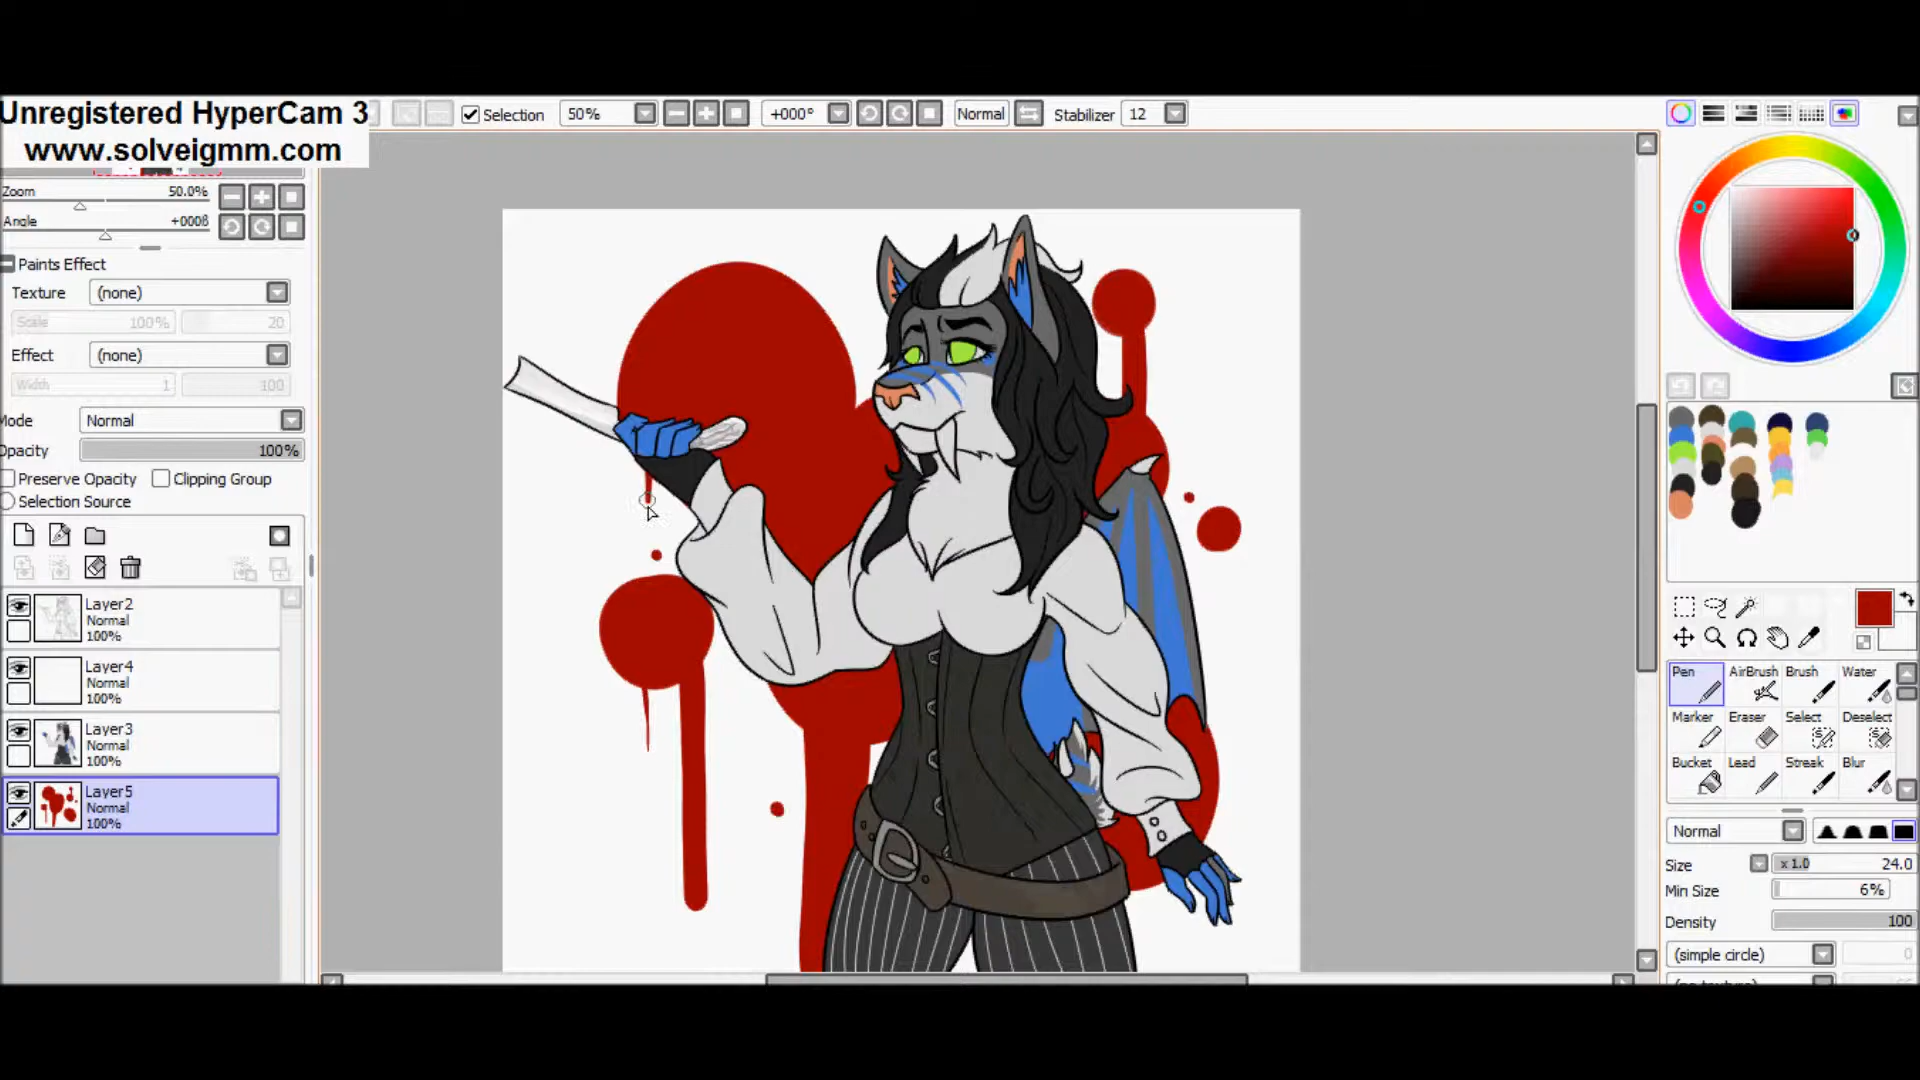 Unregistered HyperCam 3
www.solveigmm.com
Selection 50% +000° Normal Stabilizer 12
Zoom 50.0%
Angle +000ß
Paints Effect
Texture (none)
Scale 100% 20
Effect (none)
Width 1 100
Mode Normal
Opacity 100%
Preserve Opacity Clipping Group
Selection Source
Layer2
Normal
100%
Layer4
Normal
100%
Layer3
Normal
100%
Layer5
Normal
100%
Pen AirBrush Brush Water
Marker Eraser Select Deselect
Bucket Lead Streak Blur
Normal
Size x 1.0 24.0
Min Size 6%
Density 100
(simple circle) 0